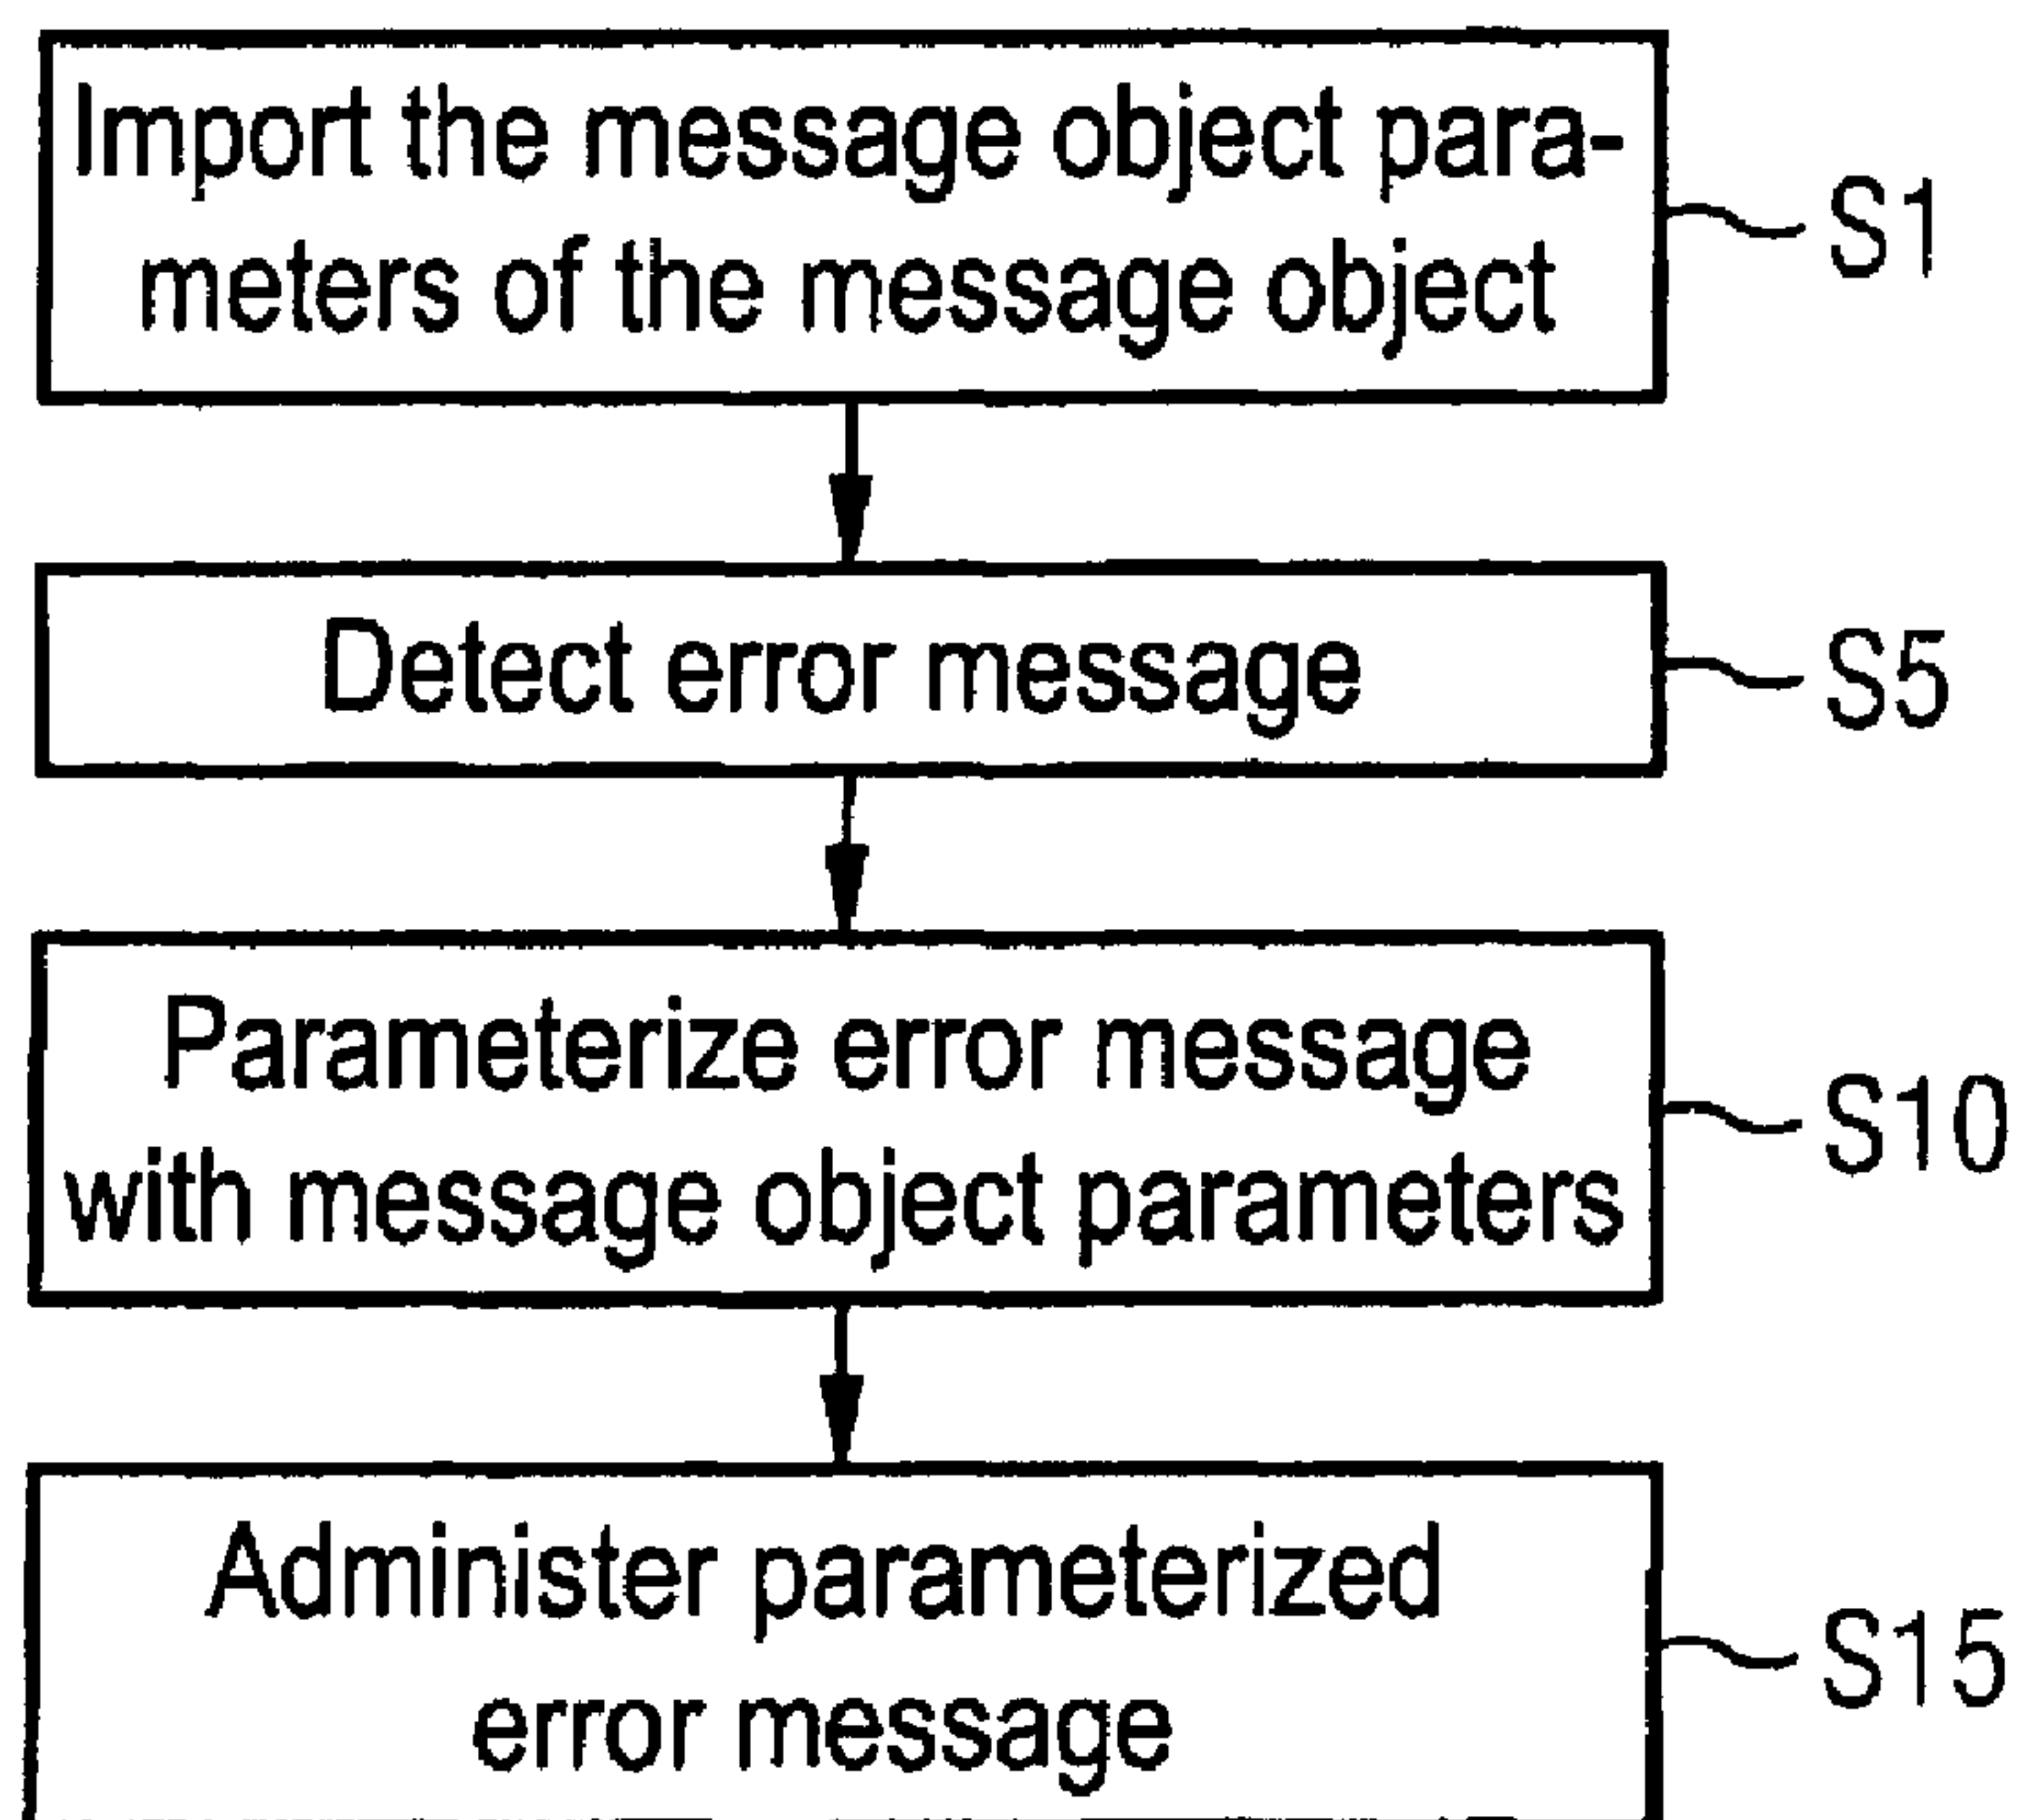 Import the message object para-
meters of the message object
S1
Detect error message
S5
Parameterize error message
with message object parameters
S10
Administer parameterized
error message
S15